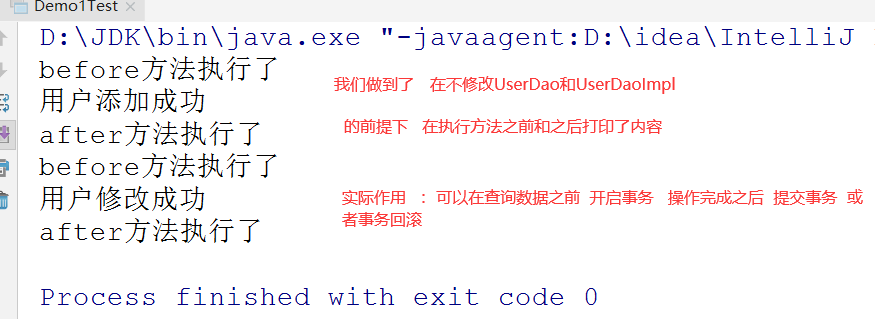 Demo1Test ×
D:\JDK\bin\java.exe "-javaagent:D:\idea\IntelliJ
before方法执行了
我们做到了 在不修改UserDao和UserDaoImpl
用户添加成功
after方法执行了
的前提下 在执行方法之前和之后打印了内容
before方法执行了
用户修改成功
实际作用 ：可以在查询数据之前 开启事务 操作完成之后 提交事务 或
者事务回滚
after方法执行了
Process finished with exit code 0